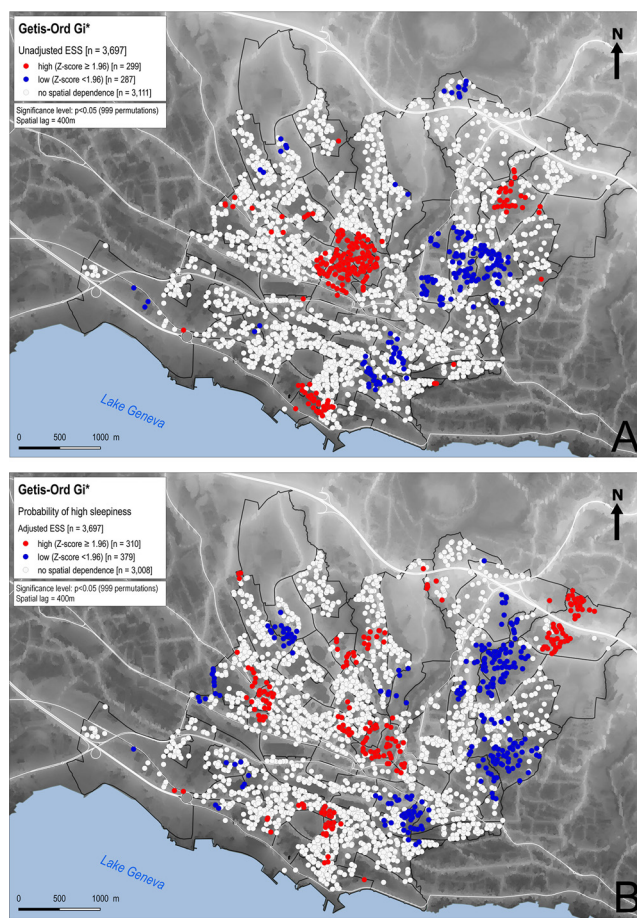 Getis-Ord Gi*
Unadjusted ESS [n = 3,697]
high (Z-score ≥ 1.96) [n = 299]
low (Z-score <1.96) [n = 287]
no spatial dependence [n = 3,111]
Significance level: p<0.05 (999 permutations)
Spatial lag = 400m
N
Lake Geneva
0 500 1000 m
A
Getis-Ord Gi*
Probability of high sleepiness
Adjusted ESS [n = 3,697]
high (Z-score ≥ 1.96) [n = 310]
low (Z-score <1.96) [n = 379]
no spatial dependence [n = 3,008]
Significance level: p<0.05 (999 permutations)
Spatial lag = 400m
N
Lake Geneva
0 500 1000 m
B